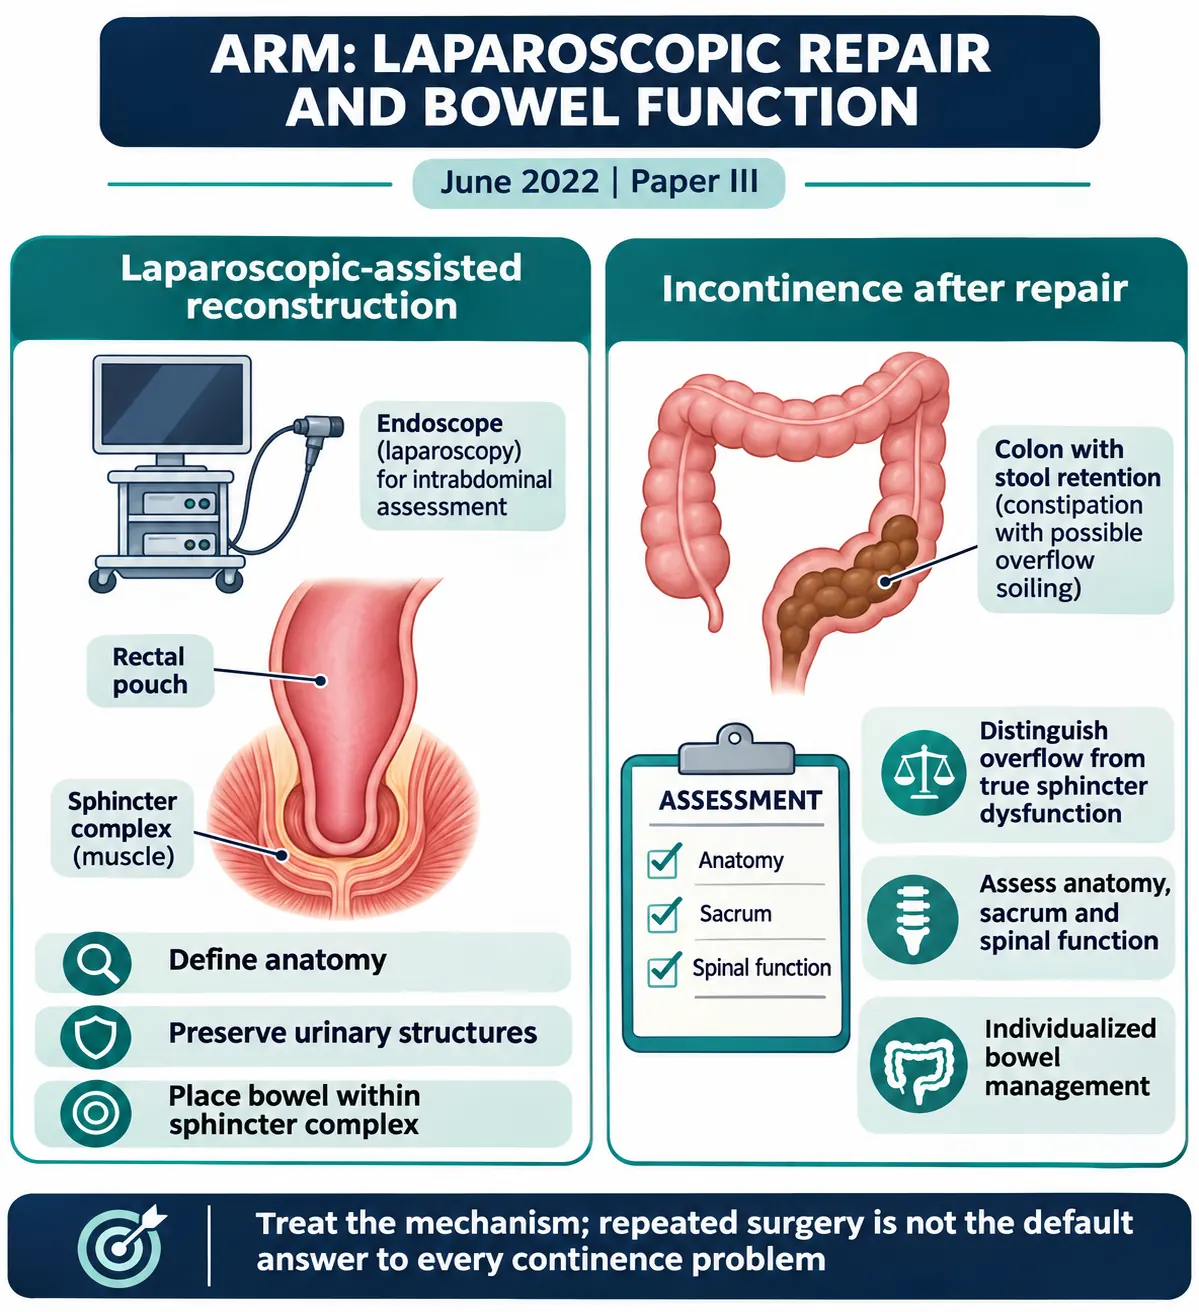 ARM: LAPAROSCOPIC REPAIR
AND BOWEL FUNCTION
June 2022 | Paper III
Laparoscopic-assisted
reconstruction
Endoscope
(laparoscopy)
for intrabdominal
assessment
Rectal
pouch
Sphincter
complex
(muscle)
Define anatomy
Preserve urinary structures
Place bowel within
sphincter complex
Incontinence after repair
Colon with
stool retention
(constipation
with possible
overflow
soiling)
ASSESSMENT
Anatomy
Sacrum
Spinal function
Distinguish
overflow from
true sphincter
dysfunction
Assess anatomy,
sacrum and
spinal function
Individualized
bowel
management
Treat the mechanism; repeated surgery is not the default
answer to every continence problem